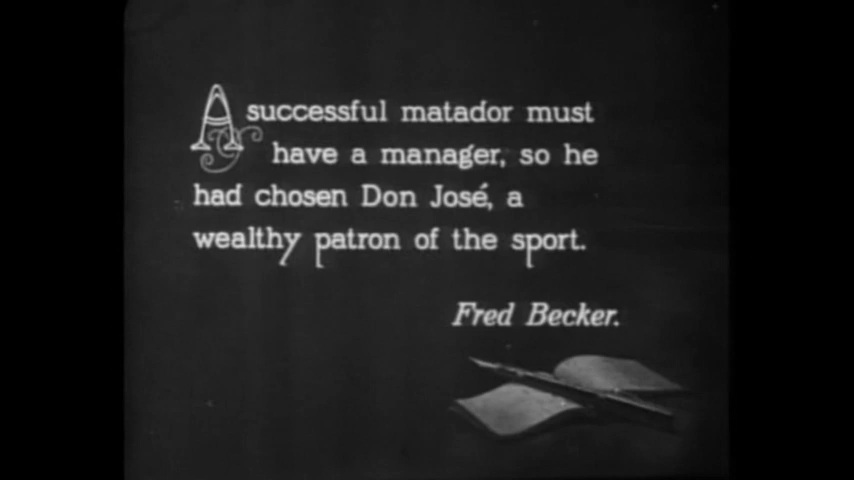 A successful matador must
have a manager, so he
had chosen Don José, a
wealthy patron of the sport.
Fred Becker.